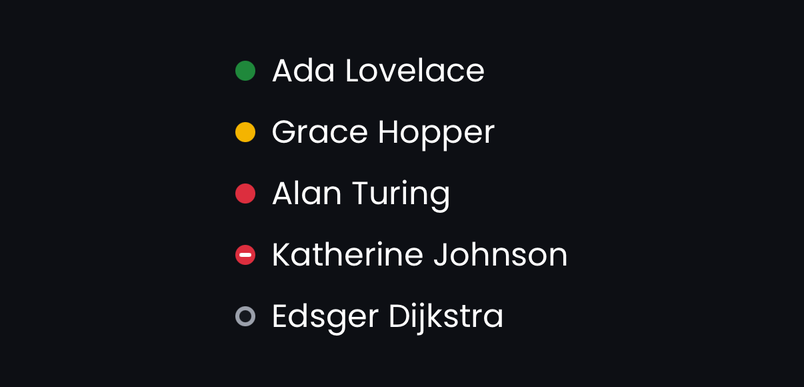 Ada Lovelace
Grace Hopper
Alan Turing
Katherine Johnson
Edsger Dijkstra